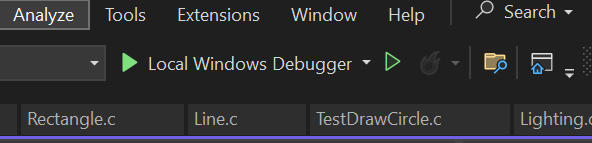 Analyze Tools Extensions Window Help Search
Local Windows Debugger
Rectangle.c Line.c TestDrawCircle.c Lighting.